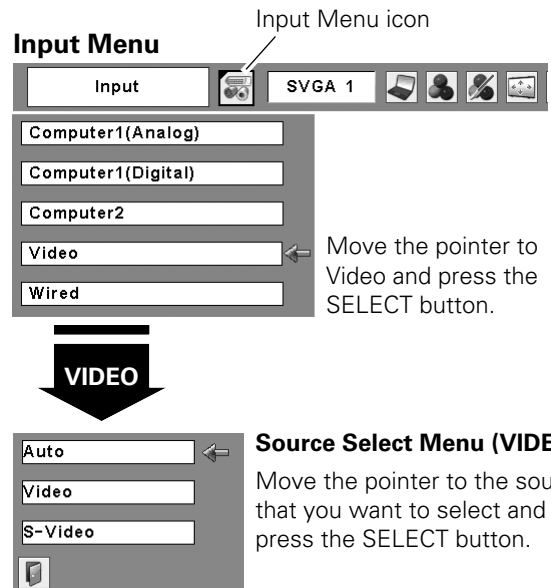 Input Menu icon
Input Menu
Input
SVGA 1
Computer1(Analog)
Computer1(Digital)
Computer2
Video
Wired
Move the pointer to
Video and press the
SELECT button.
VIDEO
Auto
Video
S-Video
Source Select Menu (VIDE
Move the pointer to the sou
that you want to select and
press the SELECT button.